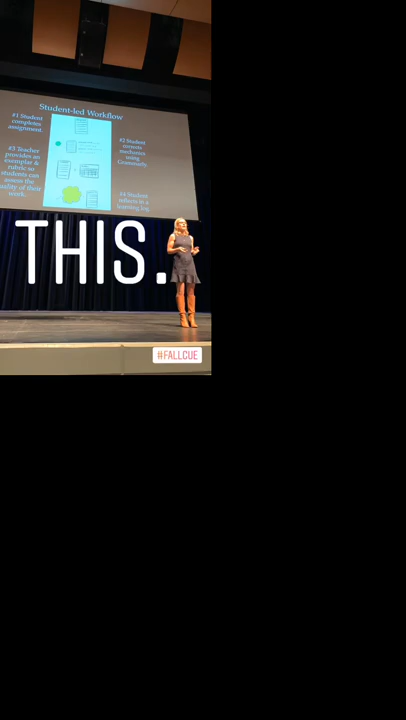 Student-led Workflow
#1 Student
completes
assignment.
#2 Student
corrects
mechanics
using
Grammarly.
#3 Teacher
provides an
exemplar &
rubric so
students can
assess the
quality of their
work.
#4 Student
reflects in a
learning log.
THIS.
#FALLCUE